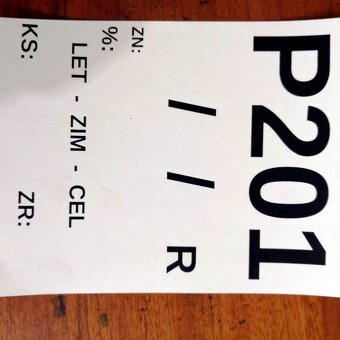 P201
/ / R
ZN:
%:
LET - ZIM - CEL
KS: ZR: